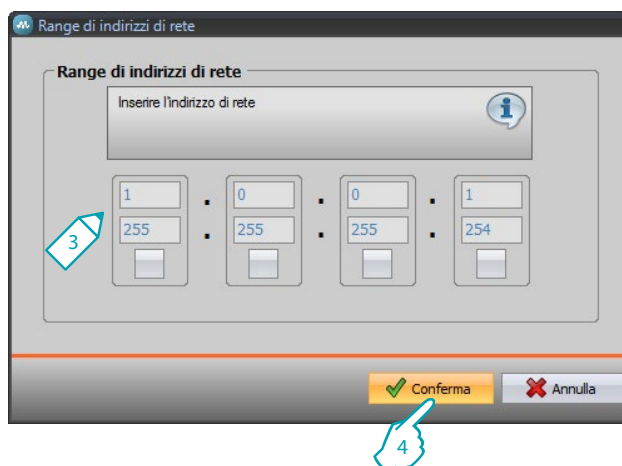 Range di indirizzi di rete
Range di indirizzi di rete
Inserire l'indirizzo di rete
1 . 0 . 0 . 1
255 . 255 . 255 . 254
3
Conferma Annulla
4